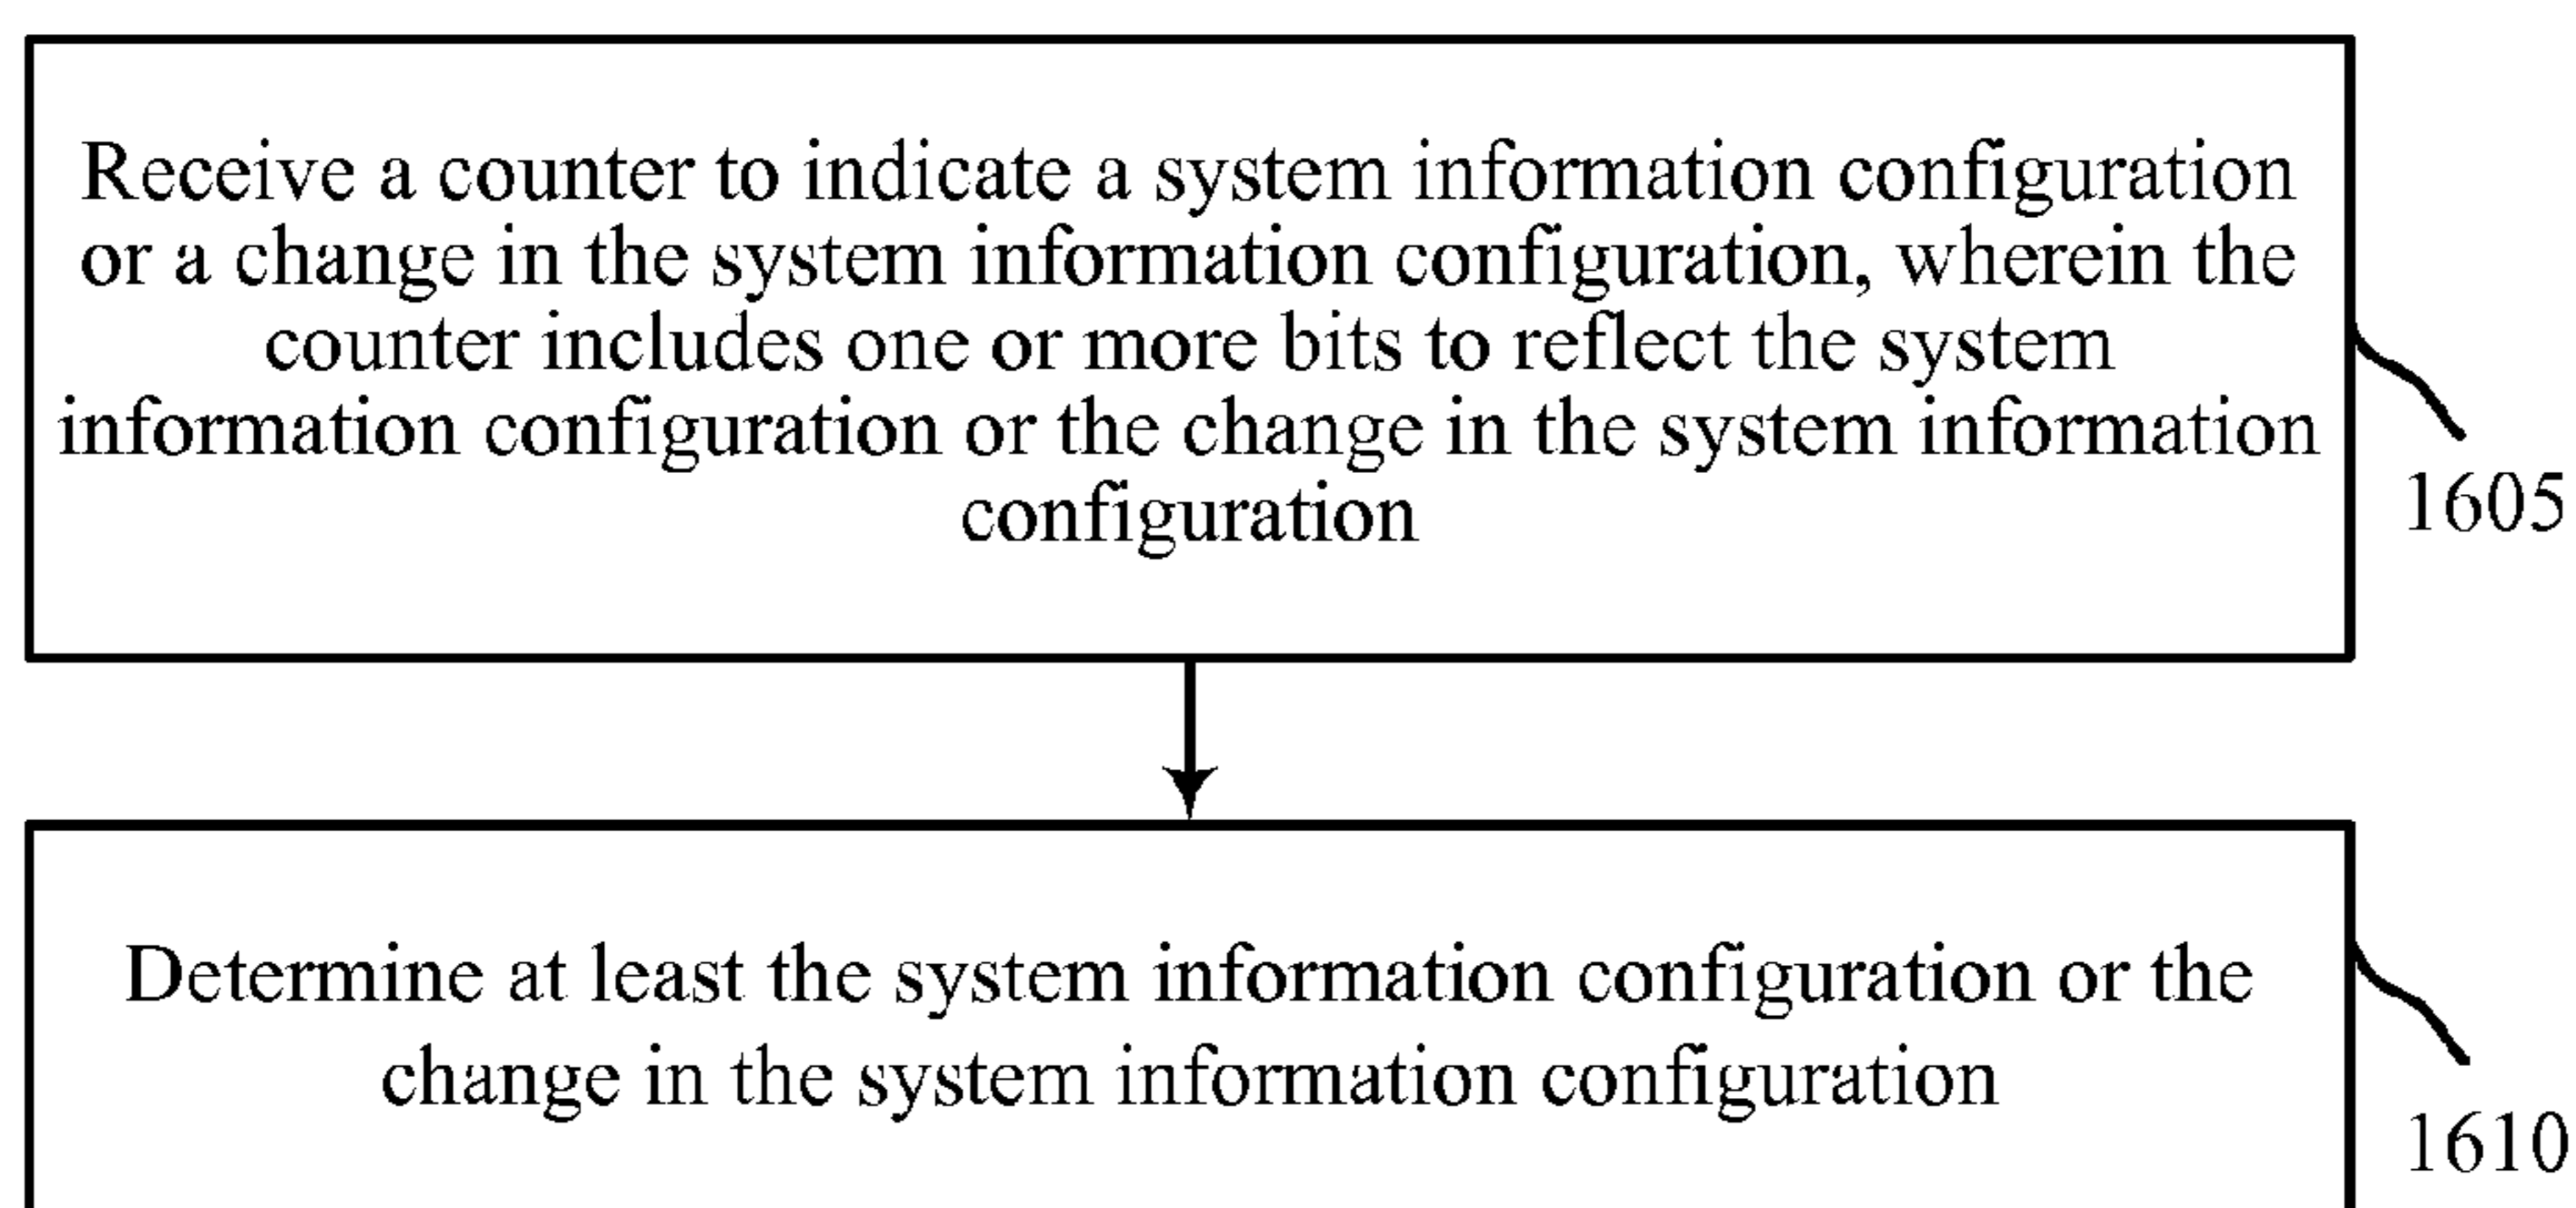 Receive a counter to indicate a system information configuration
or a change in the system information configuration, wherein the
counter includes one or more bits to reflect the system
information configuration or the change in the system information
configuration
1605
Determine at least the system information configuration or the
change in the system information configuration
1610